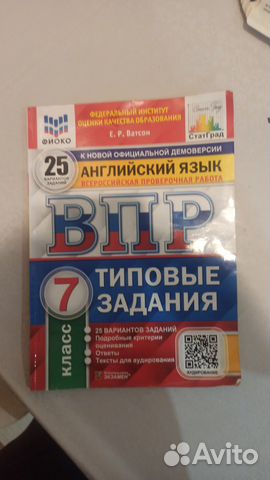 ФЕДЕРАЛЬНЫЙ ИНСТИТУТ
ОЦЕНКИ КАЧЕСТВА ОБРАЗОВАНИЯ
Е. Р. Ватсон
ФИОКО
СтатГрад
25
ВАРИАНТОВ
ЗАДАНИЙ
К НОВОЙ ОФИЦИАЛЬНОЙ ДЕМОВЕРСИИ
АНГЛИЙСКИЙ ЯЗЫК
ВСЕРОССИЙСКАЯ ПРОВЕРОЧНАЯ РАБОТА
ВПР
7
КЛАСС
ТИПОВЫЕ
ЗАДАНИЯ
25 ВАРИАНТОВ ЗАДАНИЙ
Подробные критерии
оценивания
Ответы
Тексты для аудирования
АУДИРОВАНИЕ
ЭКЗАМЕН
Avito